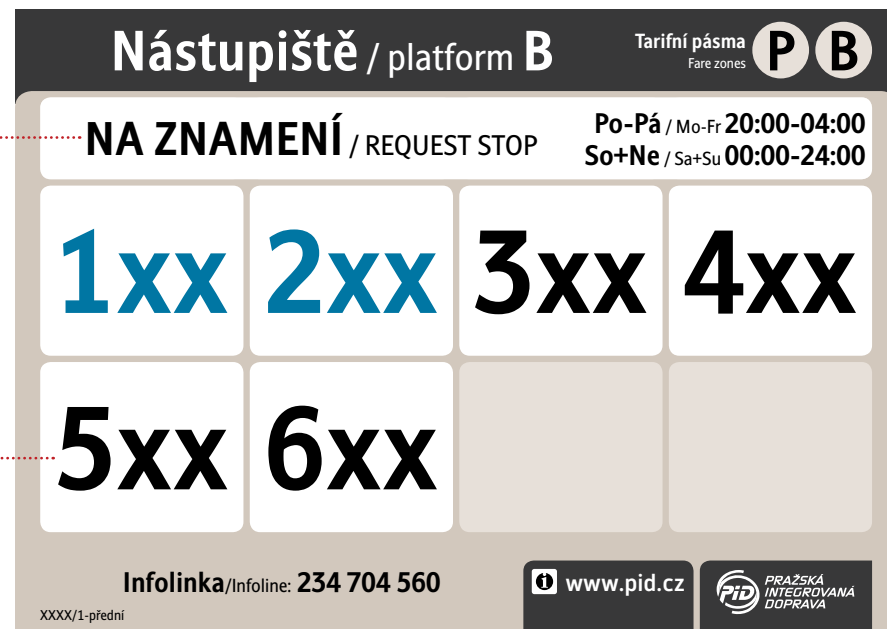 Nástupiště / platform B
Tarifní pásma
Fare zones
P B
NA ZNAMENÍ / REQUEST STOP
Po-Pá / Mo-Fr 20:00-04:00
So+Ne / Sa+Su 00:00-24:00
1xx 2xx 3xx 4xx
5xx 6xx
Infolinka/Infoline: 234 704 560
www.pid.cz
PID
PRAŽSKÁ
INTEGROVANÁ
DOPRAVA
XXXX/1-přední